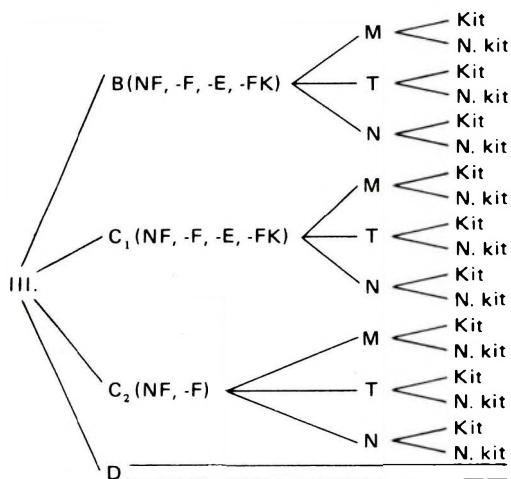 Kit
M
N. kit
Kit
B(NF, -F, -E, -FK)
T
N. kit
Kit
N
N. kit
Kit
M
N. kit
Kit
C₁(NF, -F, -E, -FK)
T
N. kit
Kit
III.
N
N. kit
Kit
M
N. kit
Kit
C₂(NF, -F)
T
N. kit
Kit
N
N. kit
D